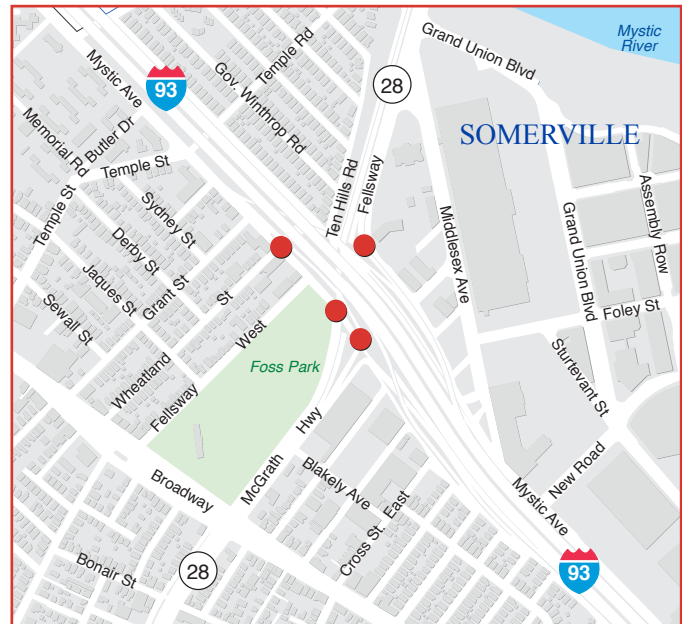 Mystic
River
Grand Union Blvd
Temple Rd
Mystic Ave
93
Gov. Winthrop Rd
28
SOMERVILLE
Memorial Rd
Butler Dr
Temple St
Temple St
Sydney St
Ten Hills Rd
Fellsway
Middlesex Ave
Grand Union Blvd
Assembly Row
Derby St
Grant St
Jaques St
Sewall St
Foley St
Wheatland
St
Fellsway
West
Foss Park
Sturtevant St
McGrath
Hwy
Broadway
Blakely Ave
Cross St. East
New Road
Mystic Ave
Bonair St
28
93